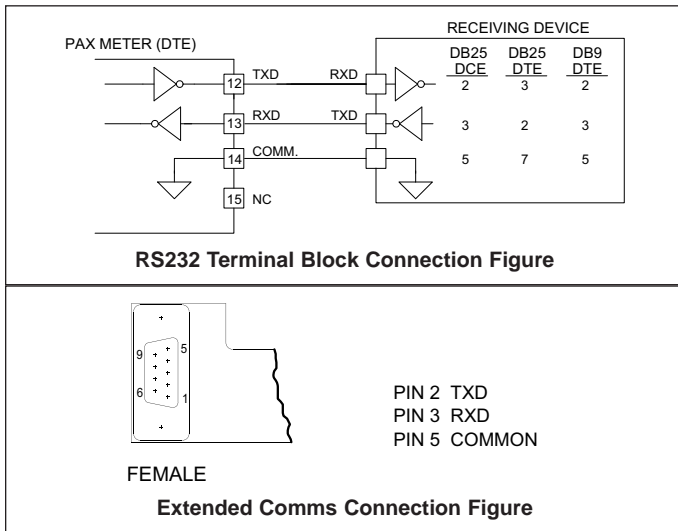 RECEIVING DEVICE
PAX METER (DTE)
DB25 DB25 DB9
DCE DTE DTE
12 TXD RXD 2 3 2
13 RXD TXD 3 2 3
14 COMM. 5 7 5
15 NC
RS232 Terminal Block Connection Figure
9 5
6 1
PIN 2 TXD
PIN 3 RXD
PIN 5 COMMON
FEMALE
Extended Comms Connection Figure